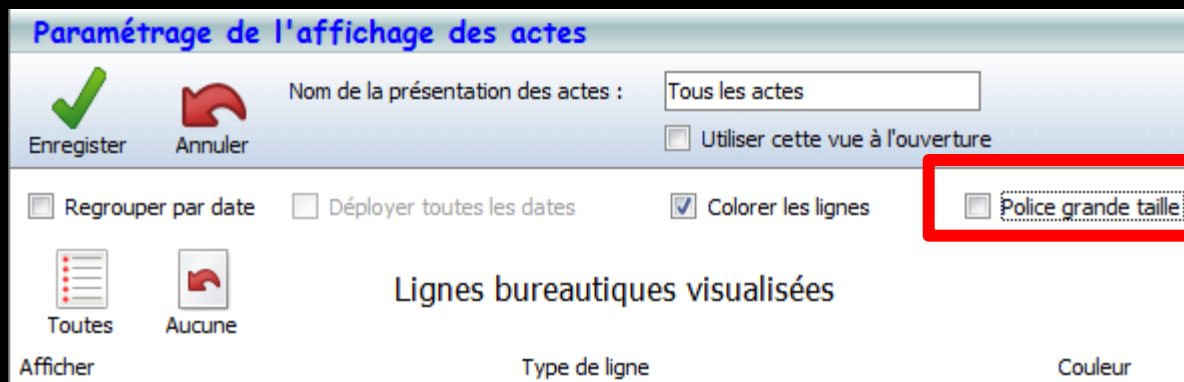 Paramétrage de l'affichage des actes
Nom de la présentation des actes : Tous les actes
Enregister Annuler Utiliser cette vue à l'ouverture
Regrouper par date Déployer toutes les dates Colorer les lignes Police grande taille
Lignes bureautiques visualisées
Toutes Aucune
Afficher Type de ligne Couleur